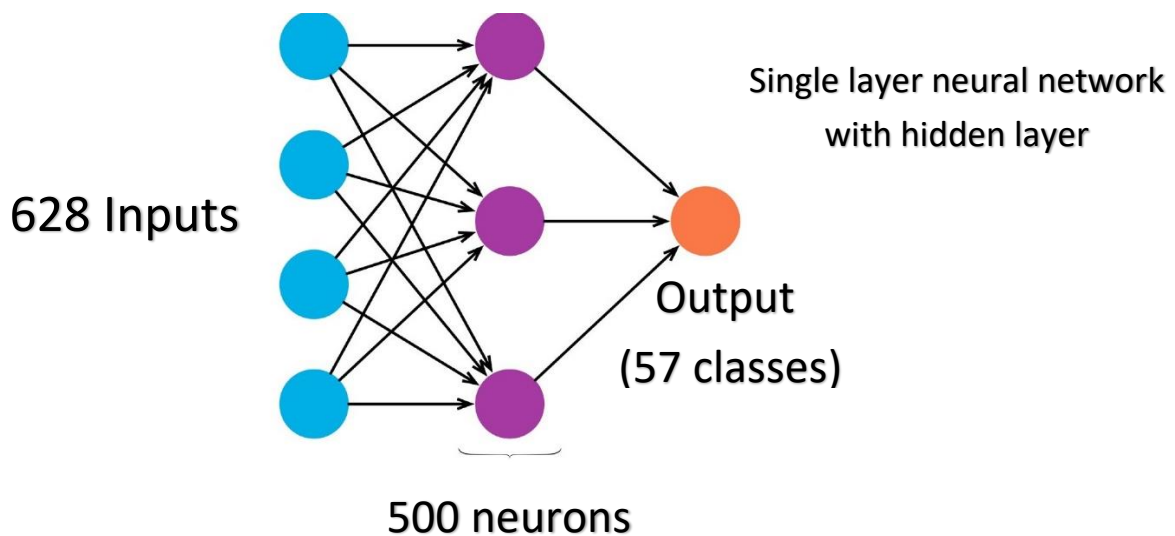 Single layer neural network
with hidden layer
628 Inputs
Output
(57 classes)
500 neurons